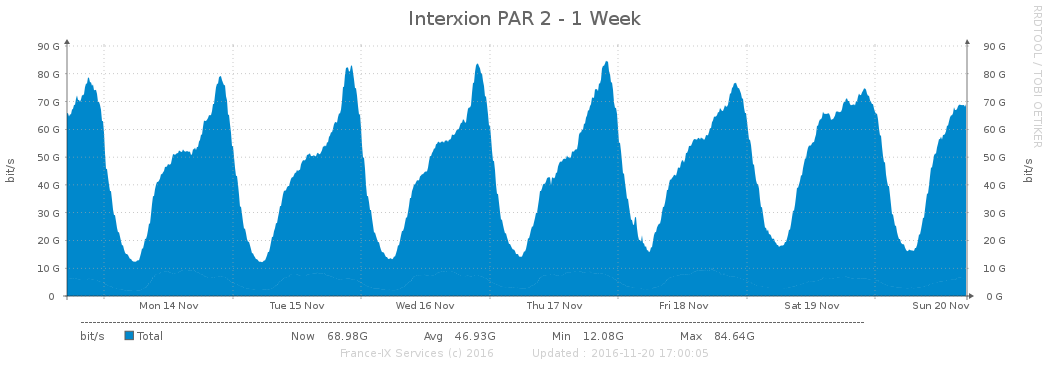 Interxion PAR 2 - 1 Week
RRDTOOL / TOBI OETIKER
bit/s
90 G
80 G
70 G
60 G
50 G
40 G
30 G
20 G
10 G
0
90 G
80 G
70 G
60 G
50 G
40 G
30 G
20 G
10 G
0 G
bit/s
Mon 14 Nov Tue 15 Nov Wed 16 Nov Thu 17 Nov Fri 18 Nov Sat 19 Nov Sun 20 Nov
bit/s Total Now 68.98G Avg 46.93G Min 12.08G Max 84.64G
France-IX Services (c) 2016 Updated : 2016-11-20 17:00:05